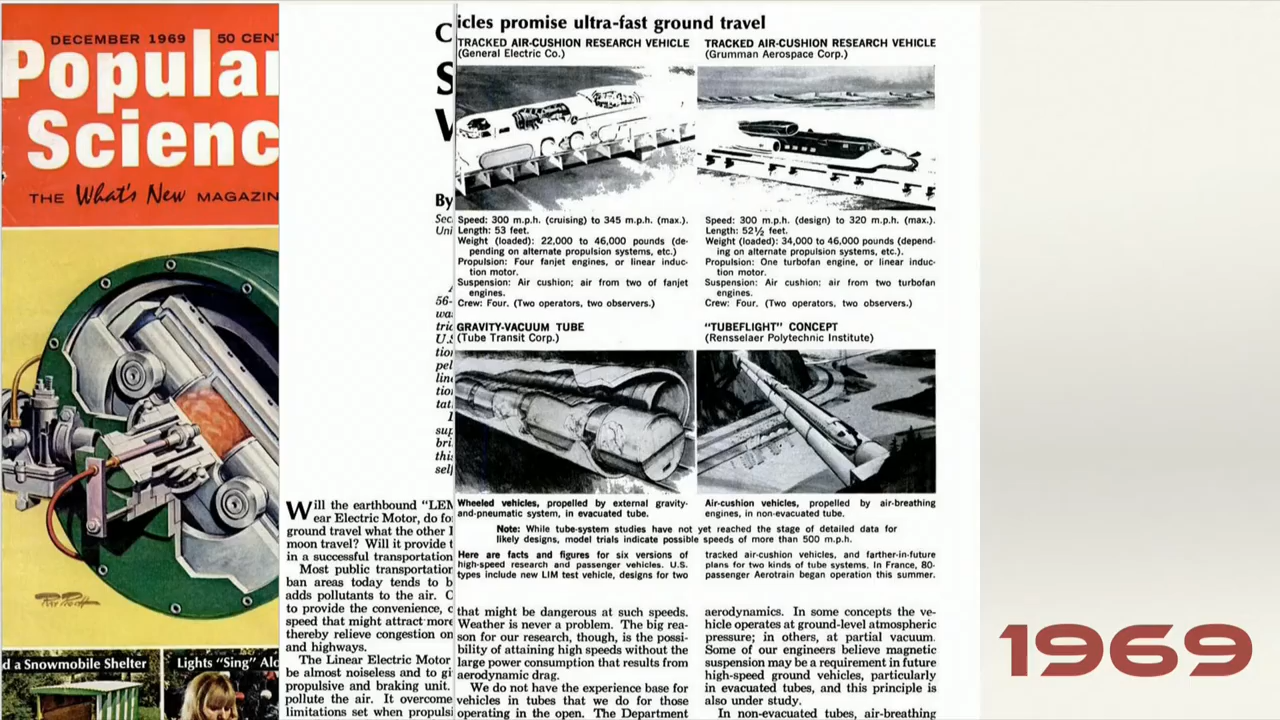 DECEMBER 1969 50 CEN
Popular
Scienc
THE What's New MAGAZIN
d a Snowmobile Shelter
Lights "Sing" Alo
C
S
By
Sec
Uni
56-
wa
tric
U.S
tion
pel
line
tio
tat
sup
bri
thi
sel
Will the earthbound "LEN
ear Electric Motor, do fo
ground travel what the other
moon travel? Will it provide t
in a successful transportation
Most public transportation
ban areas today tends to b
adds pollutants to the air. C
to provide the convenience, c
speed that might attract more
thereby relieve congestion on
and highways.
The Linear Electric Motor
be almost noiseless and to gi
propulsive and braking unit.
pollute the air. It overcome
limitations set when propulsi
icles promise ultra-fast ground travel
TRACKED AIR-CUSHION RESEARCH VEHICLE
(General Electric Co.)
Speed: 300 m.p.h. (cruising) to 345 m.p.h. (max.).
Length: 53 feet.
Weight (loaded): 22,000 to 46,000 pounds (de-
pending on alternate propulsion systems, etc.)
Propulsion: Four fanjet engines, or linear induc-
tion motor.
Suspension: Air cushion; air from two of fanjet
engines.
Crew: Four. (Two operators, two observers.)
TRACKED AIR-CUSHION RESEARCH VEHICLE
(Grumman Aerospace Corp.)
Speed: 300 m.p.h. (design) to 320 m.p.h. (max.).
Length: 52½ feet.
Weight (loaded): 34,000 to 46,000 pounds (depend-
ing on alternate propulsion systems, etc.).
Propulsion: One turbofan engine, or linear induc-
tion motor.
Suspension: Air cushion; air from two turbofan
engines.
Crew: Four. (Two operators, two observers.)
GRAVITY-VACUUM TUBE
(Tube Transit Corp.)
Wheeled vehicles, propelled by external gravity-
and-pneumatic system, in evacuated tube.
"TUBEFLIGHT" CONCEPT
(Rensselaer Polytechnic Institute)
Air-cushion vehicles, propelled by air-breathing
engines, in non-evacuated tube.
Note: While tube-system studies have not yet reached the stage of detailed data for
likely designs, model trials indicate possible speeds of more than 500 m.p.h.
Here are facts and figures for six versions of
high-speed research and passenger vehicles. U.S.
types include new LIM test vehicle, designs for two
tracked air-cushion vehicles, and farther-in-future
plans for two kinds of tube systems. In France, 80-
passenger Aerotrain began operation this summer.
that might be dangerous at such speeds.
Weather is never a problem. The big rea-
son for our research, though, is the possi-
bility of attaining high speeds without the
large power consumption that results from
aerodynamic drag.
We do not have the experience base for
vehicles in tubes that we do for those
operating in the open. The Department
aerodynamics. In some concepts the ve-
hicle operates at ground-level atmospheric
pressure; in others, at partial vacuum.
Some of our engineers believe magnetic
suspension may be a requirement in future
high-speed ground vehicles, particularly
in evacuated tubes, and this principle is
also under study.
In non-evacuated tubes, air-breathing
1969